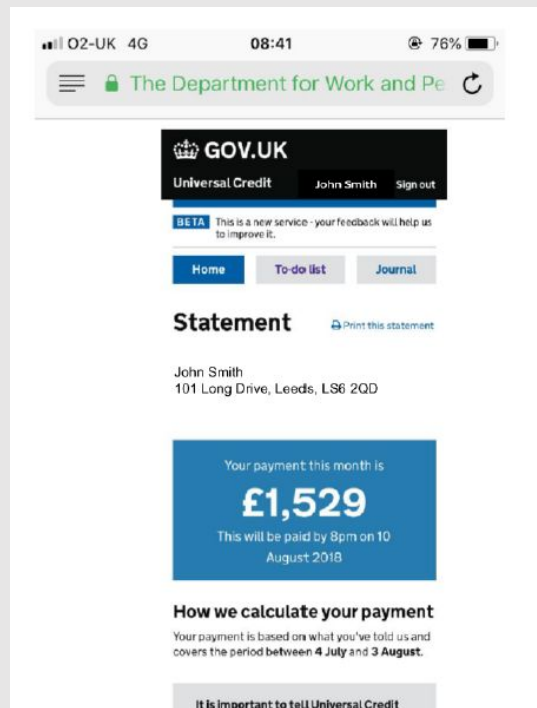 O2-UK 4G 08:41 76%
The Department for Work and Pe
GOV.UK
Universal Credit John Smith Sign out
BETA This is a new service - your feedback will help us
to improve it.
Home To-do list Journal
Statement Print this statement
John Smith
101 Long Drive, Leeds, LS6 2QD
Your payment this month is
£1,529
This will be paid by 8pm on 10
August 2018
How we calculate your payment
Your payment is based on what you've told us and
covers the period between 4 July and 3 August.
It is important to tell Universal Credit